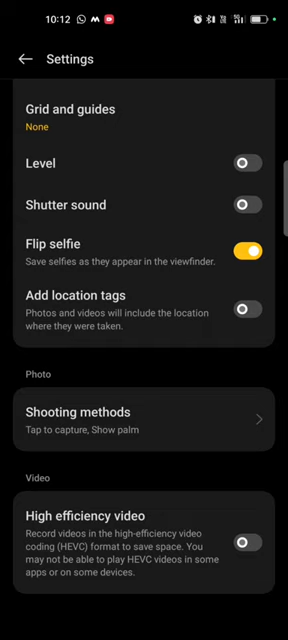 10:12
Settings
Grid and guides
None
Level
Shutter sound
Flip selfie
Save selfies as they appear in the viewfinder.
Add location tags
Photos and videos will include the location
where they were taken.
Photo
Shooting methods
Tap to capture, Show palm
Video
High efficiency video
Record videos in the high-efficiency video
coding (HEVC) format to save space. You
may not be able to play HEVC videos in some
apps or on some devices.